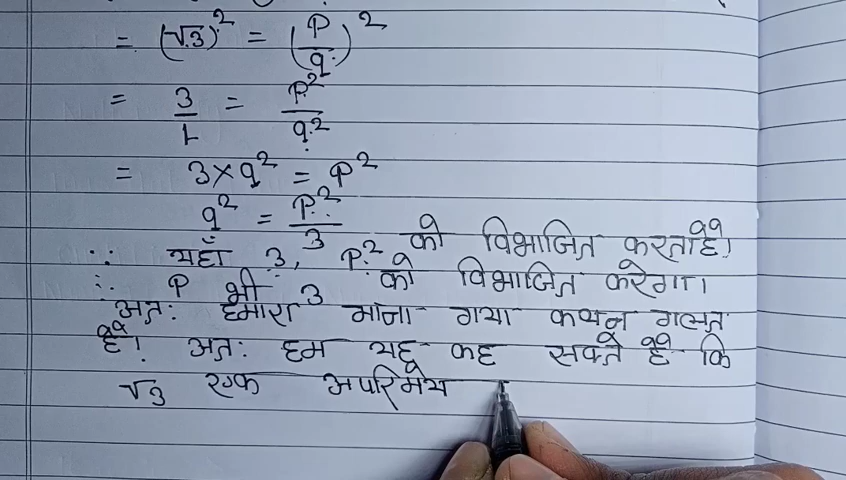 = (√3)² = (P/q)²
= 3/1 = P²/q²
= 3×q² = P²
q² = P²/3
∵ यहाँ 3, P² को विभाजित करता है।
∴ P भी 3 को विभाजित करेगा।
अतः हमारा माना गया कथन गलत
है। अतः हम यह कह सकते है कि
√3 एक अपरिमेय